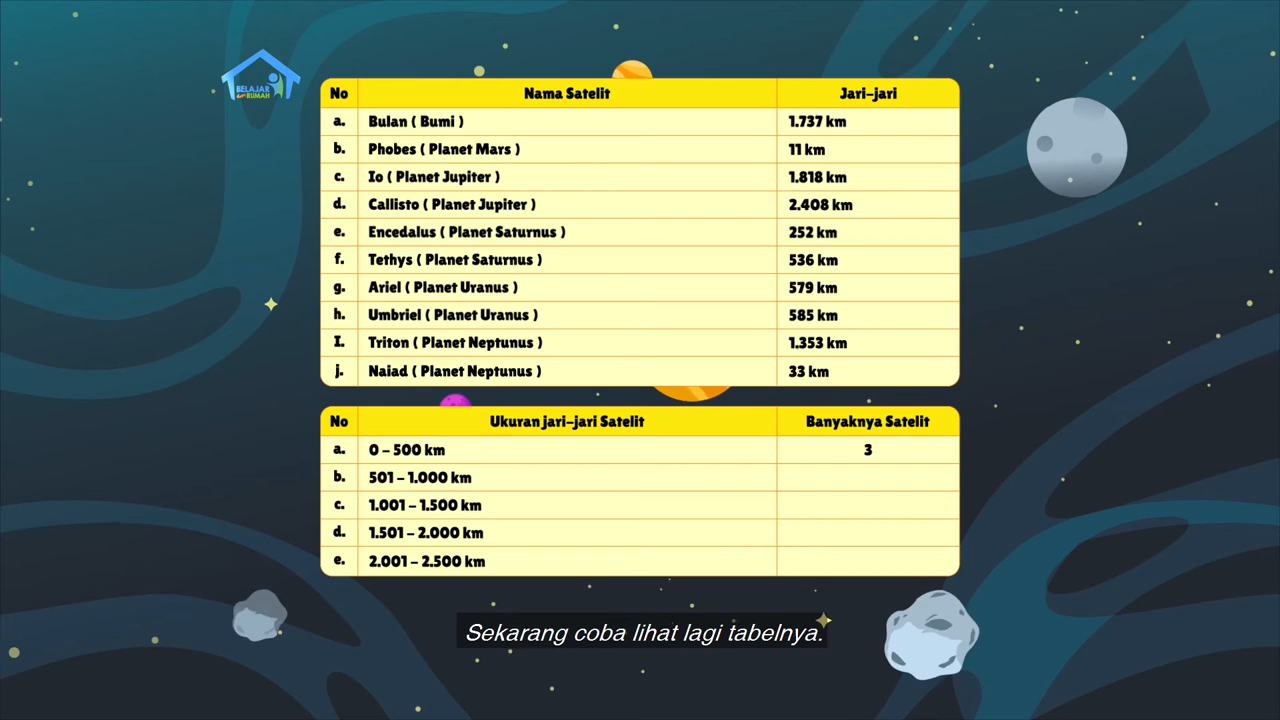 BELAJAR
dari RUMAH
No Nama Satelit Jari-jari
a. Bulan ( Bumi ) 1.737 km
b. Phobes ( Planet Mars ) 11 km
c. Io ( Planet Jupiter ) 1.818 km
d. Callisto ( Planet Jupiter ) 2.408 km
e. Encedalus ( Planet Saturnus ) 252 km
f. Tethys ( Planet Saturnus ) 536 km
g. Ariel ( Planet Uranus ) 579 km
h. Umbriel ( Planet Uranus ) 585 km
I. Triton ( Planet Neptunus ) 1.353 km
j. Naiad ( Planet Neptunus ) 33 km
No Ukuran jari-jari Satelit Banyaknya Satelit
a. 0 – 500 km 3
b. 501 – 1.000 km
c. 1.001 – 1.500 km
d. 1.501 – 2.000 km
e. 2.001 – 2.500 km
Sekarang coba lihat lagi tabelnya.